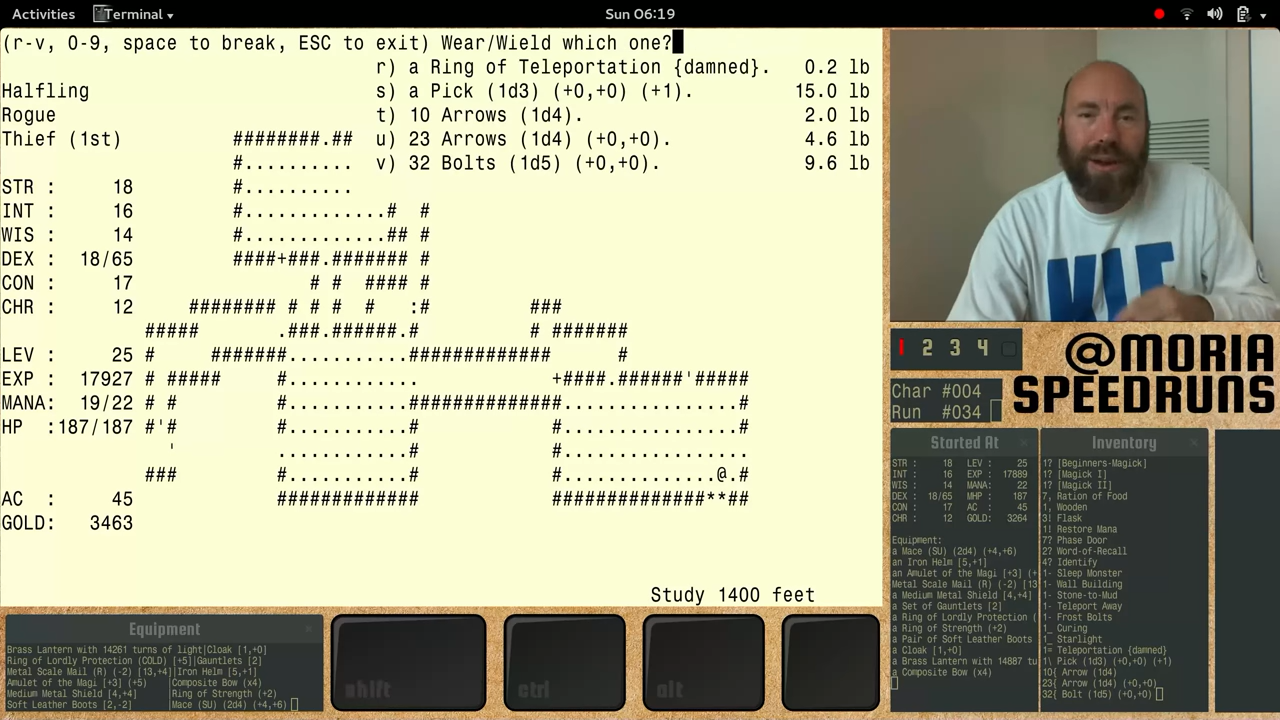 Activities Terminal Sun 06:19
(r-v, 0-9, space to break, ESC to exit) Wear/Wield which one?
r) a Ring of Teleportation {damned}. 0.2 lb
Halfling s) a Pick (1d3) (+0,+0) (+1). 15.0 lb
Rogue t) 10 Arrows (1d4). 2.0 lb
Thief (1st) ########.## u) 23 Arrows (1d4) (+0,+0). 4.6 lb
#.......... v) 32 Bolts (1d5) (+0,+0). 9.6 lb
STR : 18 #..........
INT : 16 #.............# #
WIS : 14 #.............## #
DEX : 18/65 ####+###.####### #
CON : 17 # # #### #
CHR : 12 ######## # # # # :# ###
##### .###.######.# # #######
LEV : 25 # #######...........############# #
EXP : 17927 # ##### #............ +####.######'#####
MANA: 19/22 # # #...........##############................#
HP :187/187 #'# #...........# #................#
' ............# #.................
### #...........# #..............@.#
AC : 45 ############# ##############**##
GOLD: 3463
Study 1400 feet
1 2 3 4
Char #004
Run #034
@MORIA
SPEEDRUNS
Started At
STR : 18 LEV : 25
INT : 16 EXP : 17889
WIS : 14 MANA: 22
DEX : 18/65 MHP : 187
CON : 17 AC : 45
CHR : 12 GOLD: 3264
Equipment:
a Mace (SU) (2d4) (+4,+6)
an Iron Helm [5,+1]
an Amulet of the Magi [+3] (+
Metal Scale Mail (R) (-2) [13
a Medium Metal Shield [4,+4]
a Set of Gauntlets [2]
a Ring of Lordly Protection (
a Ring of Strength (+2)
a Pair of Soft Leather Boots
a Cloak [1,+0]
a Brass Lantern with 14887 tu
a Composite Bow (x4)
Inventory
1? [Beginners-Magick]
1? [Magick I]
1? [Magick II]
7, Ration of Food
1, Wooden
3! Flask
1! Restore Mana
7? Phase Door
2? Word-of-Recall
4? Identify
1- Sleep Monster
1- Wall Building
1- Stone-to-Mud
1- Teleport Away
1- Frost Bolts
1_ Curing
1_ Starlight
1= Teleportation {damned}
1\ Pick (1d3) (+0,+0) (+1)
10{ Arrow (1d4)
23{ Arrow (1d4) (+0,+0)
32{ Bolt (1d5) (+0,+0)
Equipment
Brass Lantern with 14261 turns of light|Cloak [1,+0]
Ring of Lordly Protection (COLD) [+5]|Gauntlets [2]
Metal Scale Mail (R) (-2) [13,+4]|Iron Helm [5,+1]
Amulet of the Magi (+5) |Composite Bow (x4)
Medium Metal Shield [4,+4] |Ring of Strength (+2)
Soft Leather Boots [2,-2] |Mace (SU) (2d4) (+4,+6)
shift
ctrl
alt